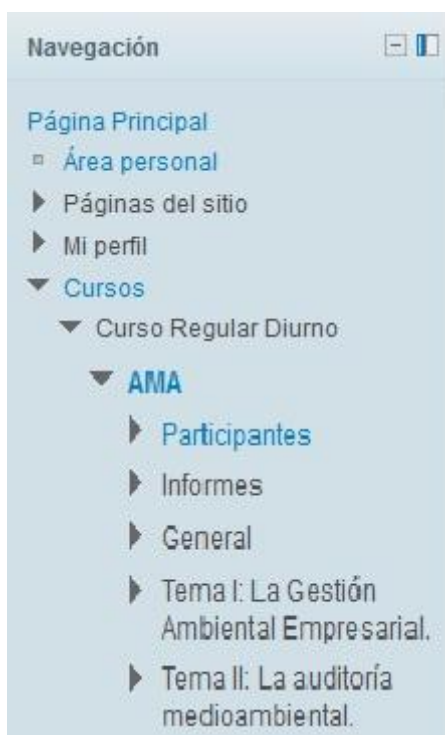 Navegación
Página Principal
Área personal
Páginas del sitio
Mi perfil
Cursos
Curso Regular Diurno
AMA
Participantes
Informes
General
Tema I: La Gestión
Ambiental Empresarial.
Tema II: La auditoría
medioambiental.